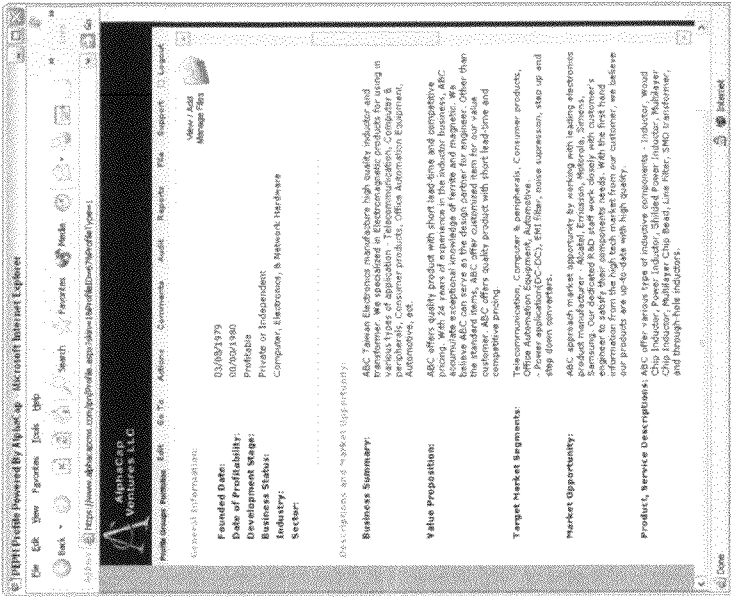 [PEPH] Profile Powered By AlphaCap - Microsoft Internet Explorer
File Edit View Favorites Tools Help
Back Search Favorites Media
AlphaCap
Ventures LLC
Profile Groups Portfolios Edit Go To Actions Comments Audit Reports File Support Logout
General Information:
View / Add
Manage Files
Founded Date: 03/08/1979
Date of Profitability: 00/00/1980
Development Stage: Profitable
Business Status: Private or Independent
Industry: Computer, Electronics, & Network Hardware
Sector:
Descriptions and Market Opportunity:
Business Summary: ABC Taiwan Electronics manufacture high quality inductor and
transformer. We specialized in Electromagnetic products for using in
various types of application - Telecommunication, Computer &
peripherals, Consumer products, Office Automation Equipment,
Automotive, ect.
Value Proposition: ABC offers quality product with short lead-time and competitive
pricing. With 24 years of experience in the inductor business, ABC
accumulate exceptional knowledge of ferrite and magnetic. We
believe ABC can serve as the design partner for engineer. Other than
the standard items, ABC offer customized item for our value
customer. ABC offers quality product with short lead-time and
competitive pricing.
Target Market Segments: Telecommunication, Computer & peripherals, Consumer products,
Office Automation Equipment, Automotive.
- Power application(DC-DC), EMI filter, noise supression, step up and
step down converters.
Market Opportunity: ABC approach market opportunity by working with leading electronics
product manufacturer - Alcatel, Erricsson, Motorola, Simens,
Samsung. Our dedicated R&D staff work closely with customer's
engineer to satisfy their components needs. With the first hand
information from the high tech market from our customer, we believe
our products are up-to-date with high quality.
Product, Service Descriptions: ABC offer various type of inductive components - Inductor, Woud
Chip Inductor, Power Inductor, Shiled Power Inductor, Multilayer
Chip Inductor, Multilayer Chip Bead, Line Filter, SMD transformer,
and through-hole inductors.
Done Internet